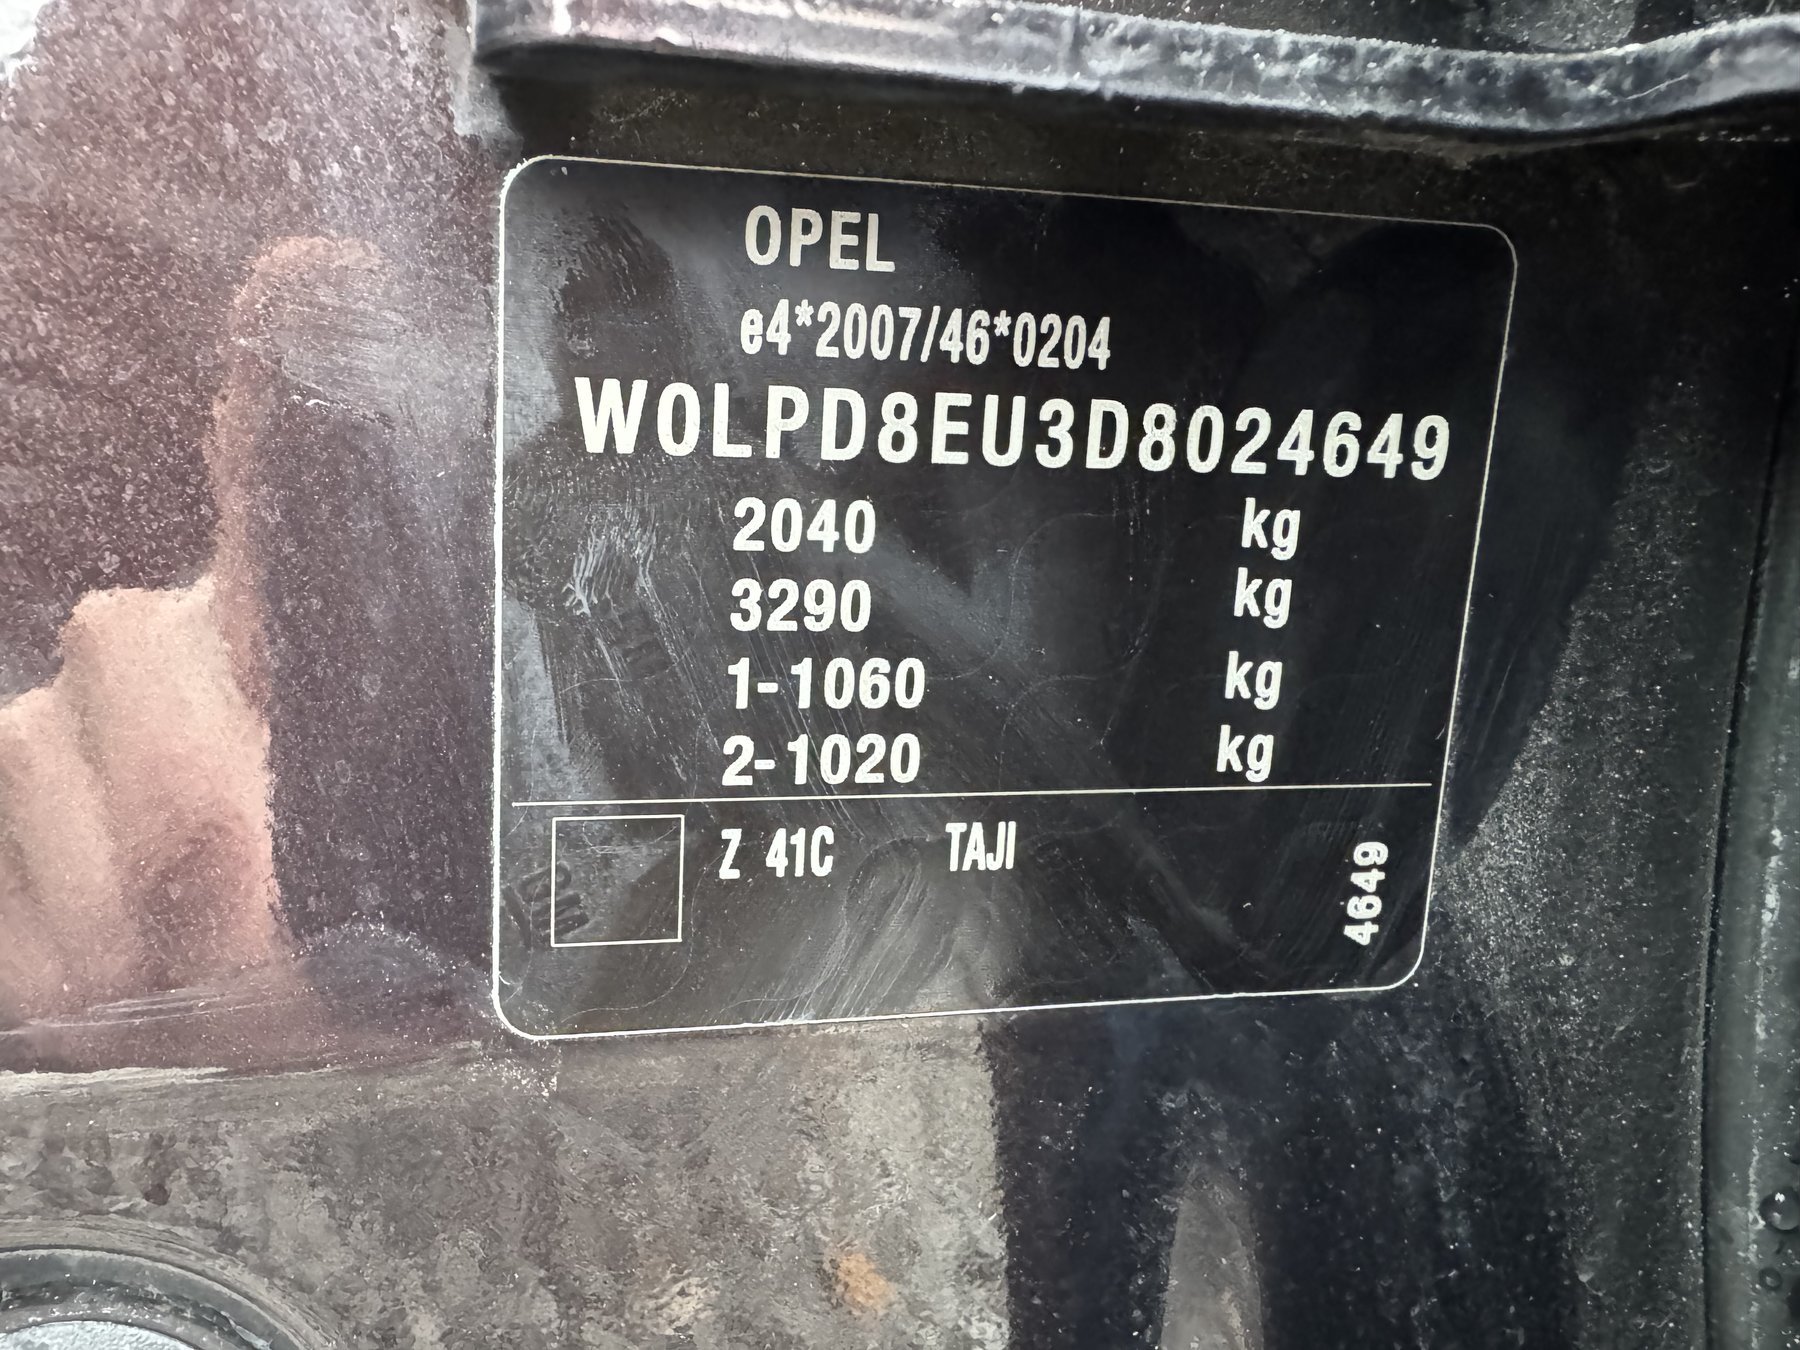 OPEL
e4*2007/46*0204
W0LPD8EU3D8024649
2040 kg
3290 kg
1-1060 kg
2-1020 kg
Z 41C TAJI
4649